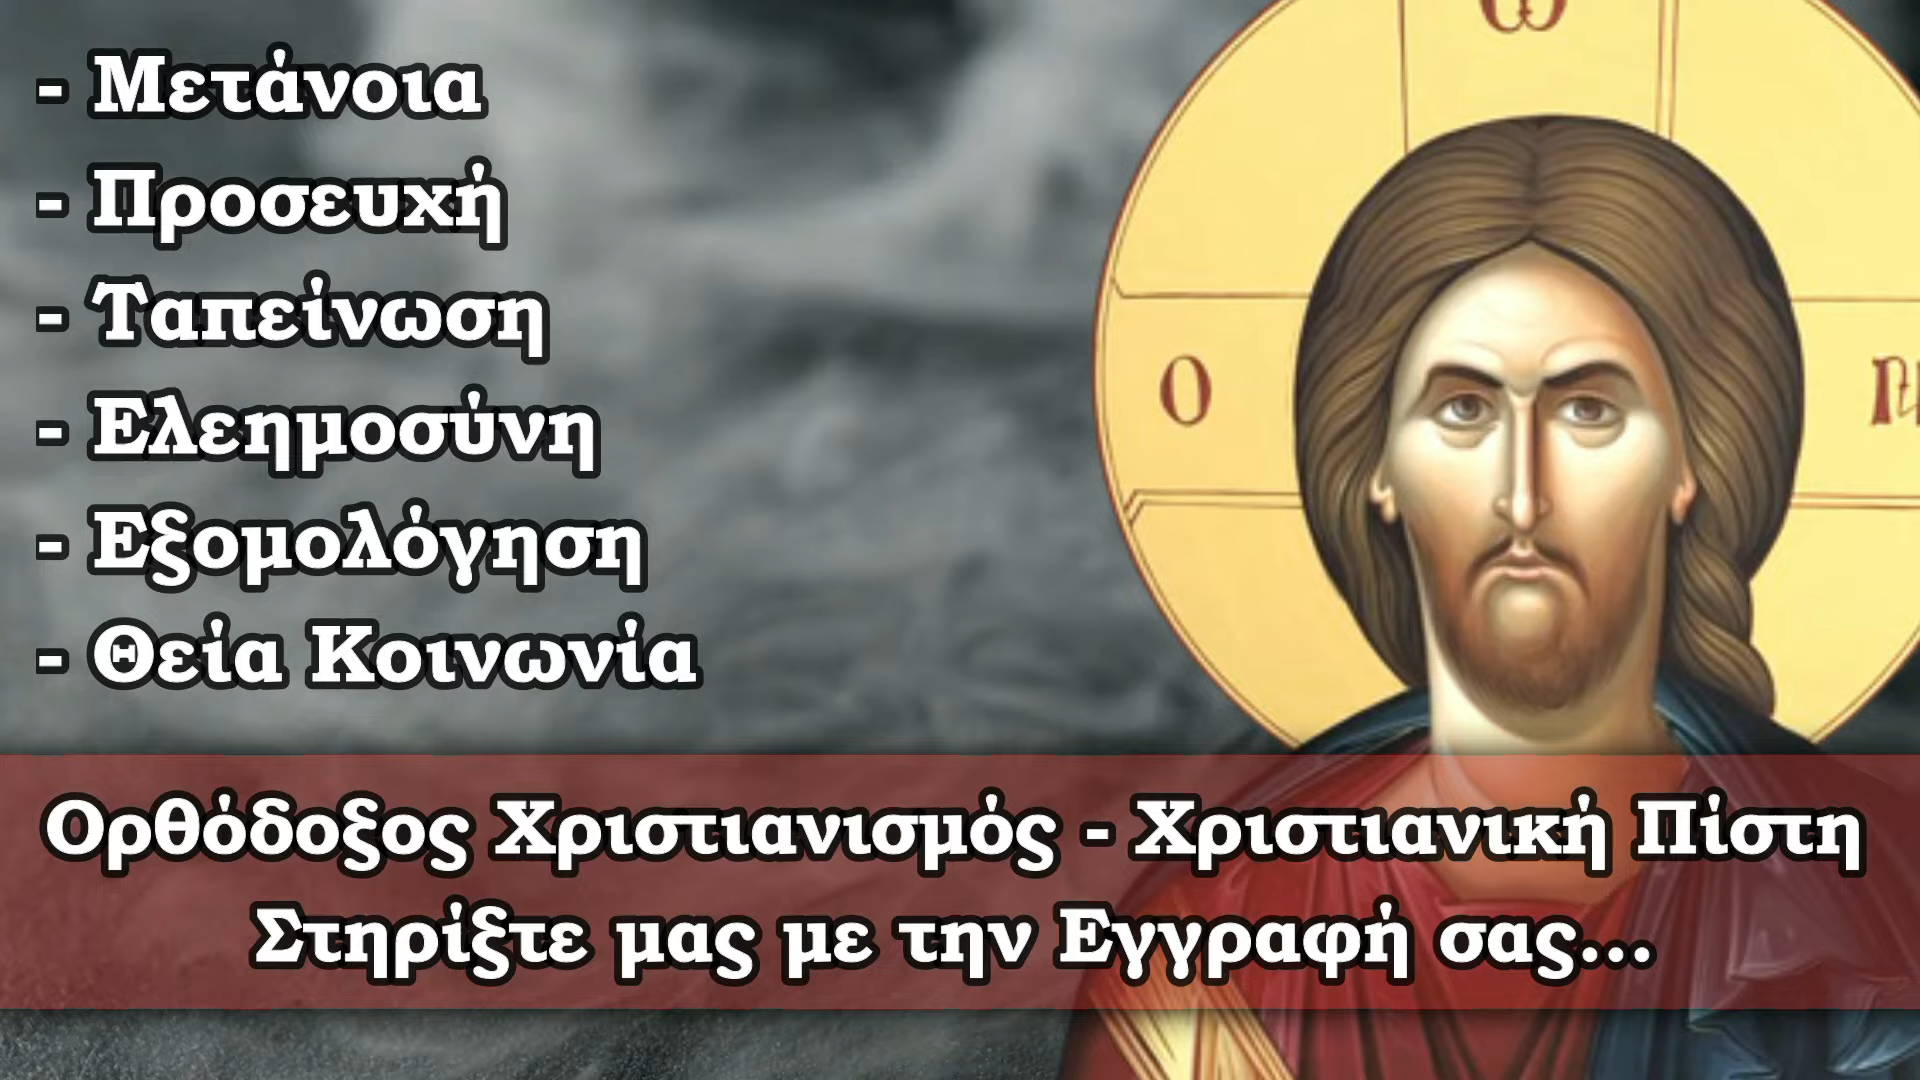 - Μετάνοια
- Προσευχή
- Ταπείνωση
- Ελεημοσύνη
- Εξομολόγηση
- Θεία Κοινωνία
ω
Ο
Ορθόδοξος Χριστιανισμός - Χριστιανική Πίστη
Στηρίξτε μας με την Εγγραφή σας...